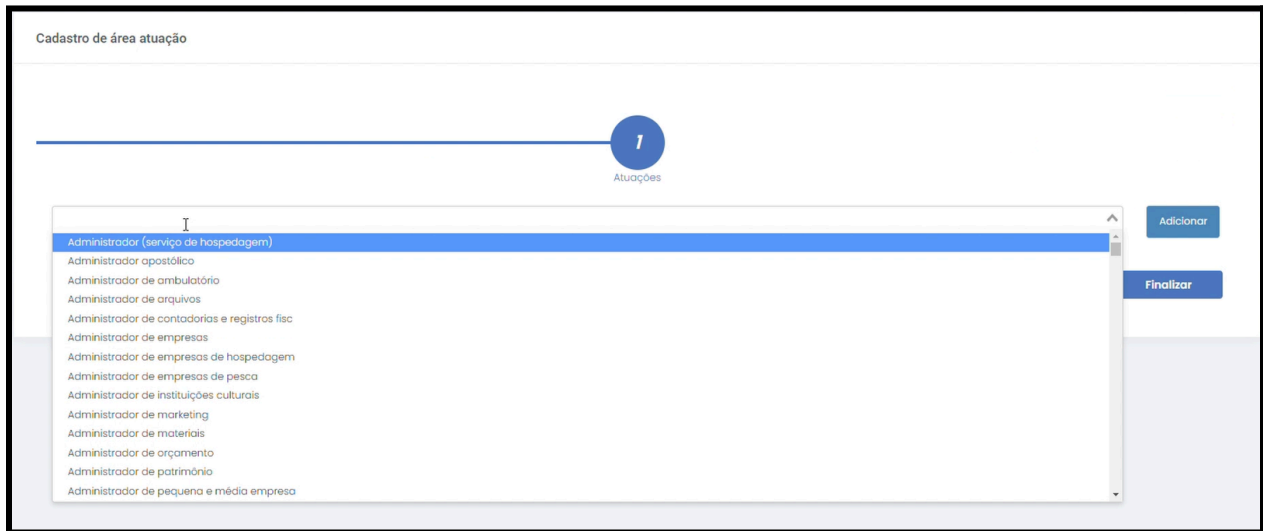 Cadastro de área atuação
1
Atuações
Adicionar
Administrador (serviço de hospedagem)
Administrador apostólico
Administrador de ambulatório
Administrador de arquivos
Finalizar
Administrador de contadorias e registros fisc
Administrador de empresas
Administrador de empresas de hospedagem
Administrador de empresas de pesca
Administrador de instituições culturais
Administrador de marketing
Administrador de materiais
Administrador de orçamento
Administrador de patrimônio
Administrador de pequena e média empresa